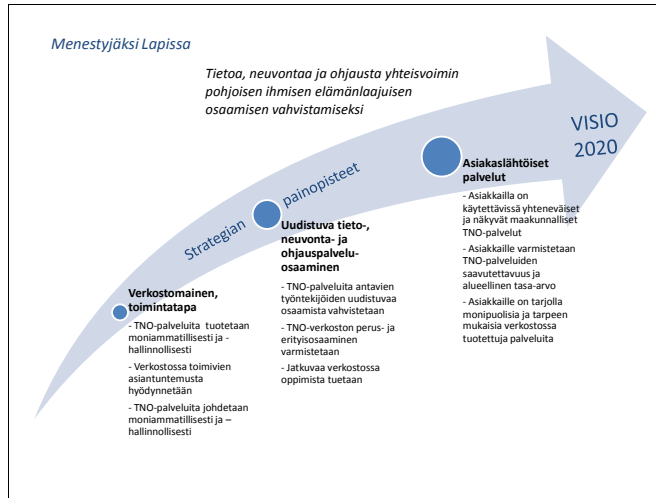 Menestyjäksi Lapissa
Tietoa, neuvontaa ja ohjausta yhteisvoimin
pohjoisen ihmisen elämänlaajuisen
osaamisen vahvistamiseksi
VISIO
2020
Strategian painopisteet
Verkostomainen,
toimintatapa
- TNO-palveluita tuotetaan
moniammatillisesti ja -
hallinnollisesti
- Verkostossa toimivien
asiantuntemusta
hyödynnetään
- TNO-palveluita johdetaan
moniammatillisesti ja –
hallinnollisesti
Uudistuva tieto-,
neuvonta- ja
ohjauspalvelu-
osaaminen
- TNO-palveluita antavien
työntekijöiden uudistuvaa
osaamista vahvistetaan
- TNO-verkoston perus- ja
erityisosaaminen
varmistetaan
- Jatkuvaa verkostossa
oppimista tuetaan
Asiakaslähtöiset
palvelut
- Asiakkailla on
käytettävissä yhteneväiset
ja näkyvät maakunnalliset
TNO-palvelut
- Asiakkaille varmistetaan
TNO-palveluiden
saavutettavuus ja
alueellinen tasa-arvo
- Asiakkaille on tarjolla
monipuolisia ja tarpeen
mukaisia verkostossa
tuotettuja palveluita